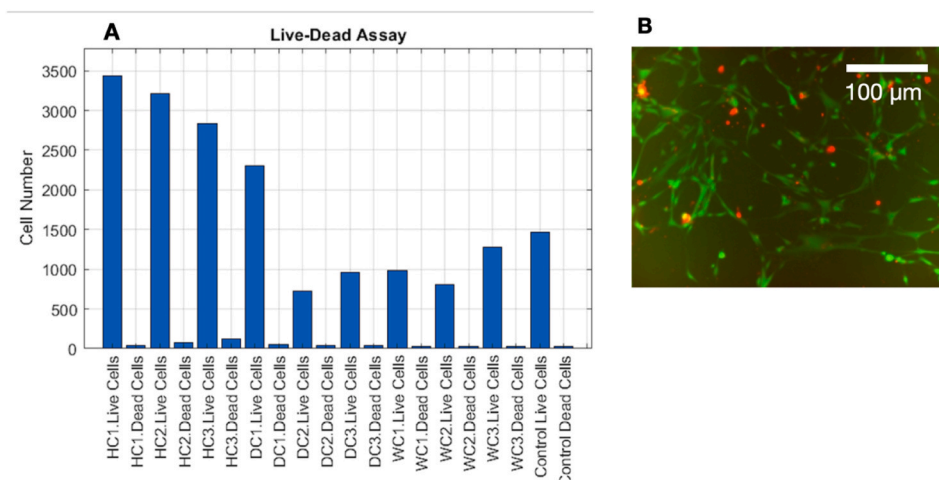 A
Live-Dead Assay
Cell Number
3500
3000
2500
2000
1500
1000
500
0
HC1.Live Cells
HC1.Dead Cells
HC2.Live Cells
HC2.Dead Cells
HC3.Live Cells
HC3.Dead Cells
DC1.Live Cells
DC1.Dead Cells
DC2.Live Cells
DC2.Dead Cells
DC3.Live Cells
DC3.Dead Cells
WC1.Live Cells
WC1.Dead Cells
WC2.Live Cells
WC2.Dead Cells
WC3.Live Cells
WC3.Dead Cells
Control Live Cells
Control Dead Cells
B
100 µm